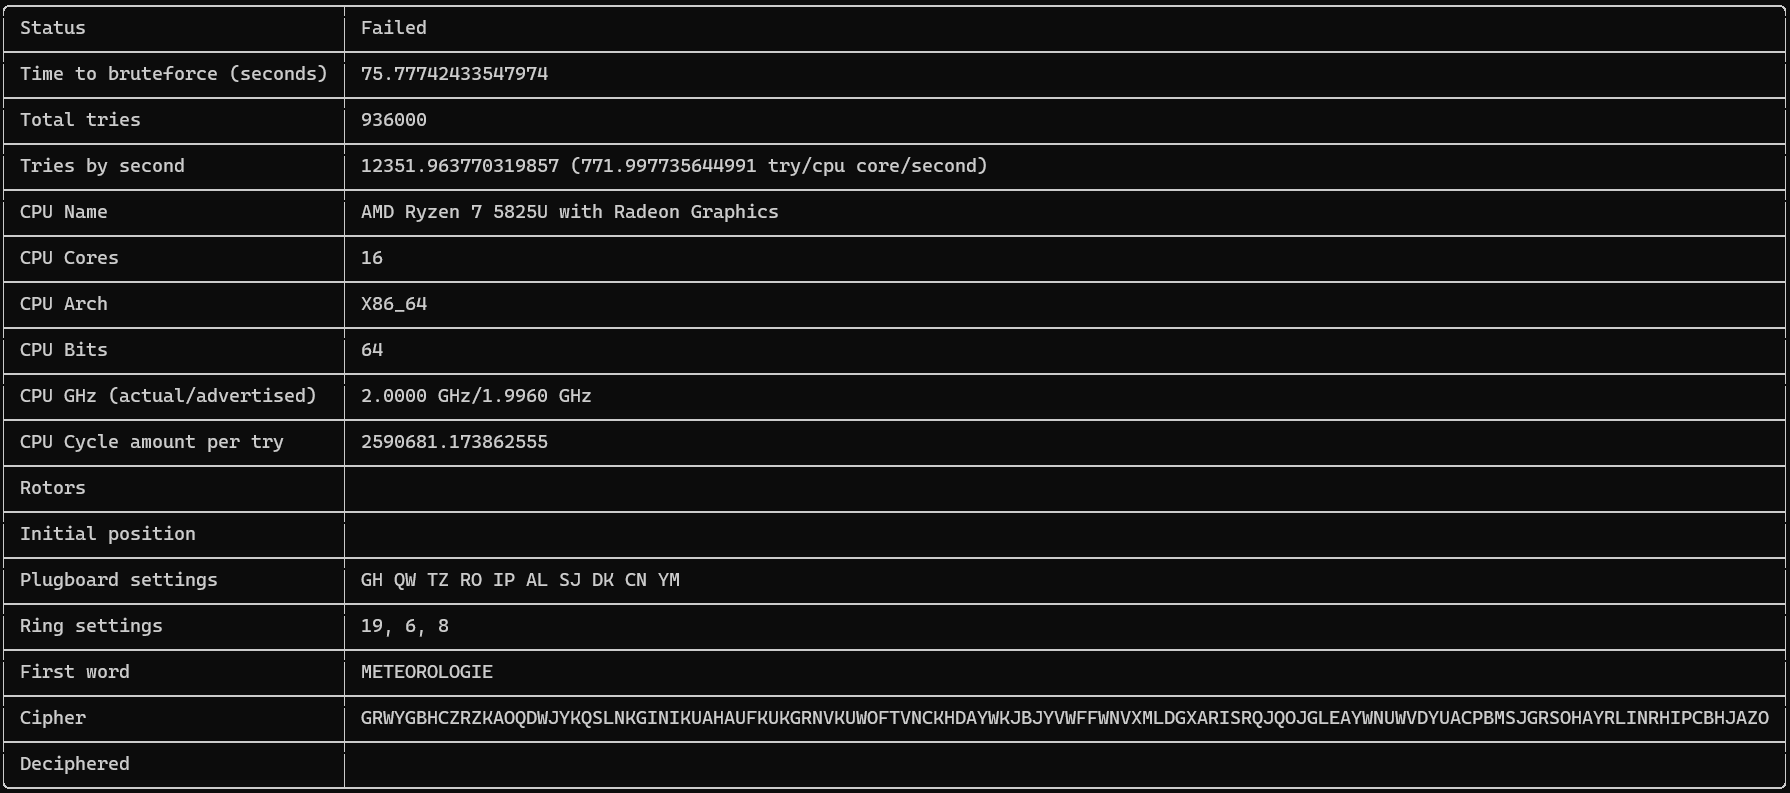 Status Failed
Time to bruteforce (seconds) 75.77742433547974
Total tries 936000
Tries by second 12351.963770319857 (771.997735644991 try/cpu core/second)
CPU Name AMD Ryzen 7 5825U with Radeon Graphics
CPU Cores 16
CPU Arch X86_64
CPU Bits 64
CPU GHz (actual/advertised) 2.0000 GHz/1.9960 GHz
CPU Cycle amount per try 2590681.173862555
Rotors
Initial position
Plugboard settings GH QW TZ RO IP AL SJ DK CN YM
Ring settings 19, 6, 8
First word METEOROLOGIE
Cipher GRWYGBHCZRZKAOQDWJYKQSLNKGINIKUAHAUFKUKGRNVKUWOFTVNCKHDAYWKJBJYVWFFWNVXMLDGXARISRQJQOJGLEAYWNUWVDYUACPBMSJGRSOHAYRLINRHIPCBHJAZO
Deciphered